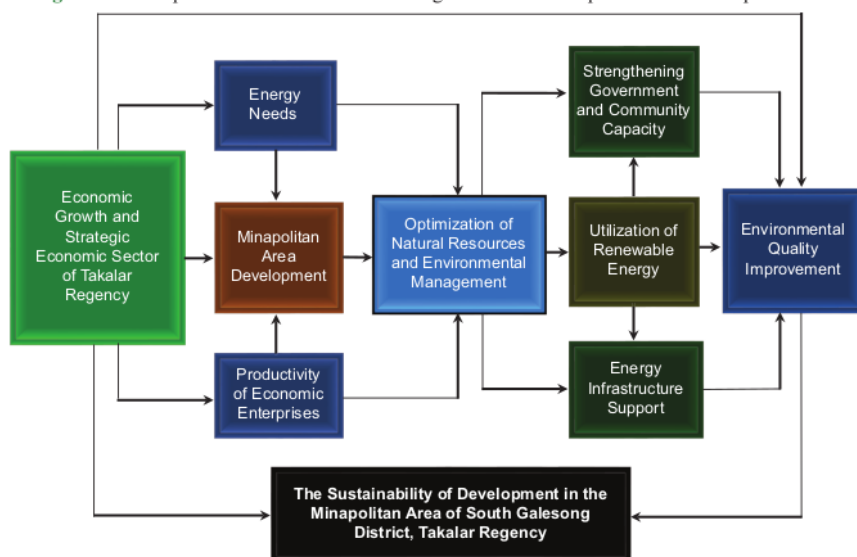 Strengthening
Government
and Community
Capacity
Energy
Needs
Economic
Growth and
Strategic
Economic Sector
of Takalar
Regency
Minapolitan
Area
Development
Optimization of
Natural Resources
and Environmental
Management
Utilization of
Renewable
Energy
Environmental
Quality
Improvement
Productivity
of Economic
Enterprises
Energy
Infrastructure
Support
The Sustainability of Development in the
Minapolitan Area of South Galesong
District, Takalar Regency